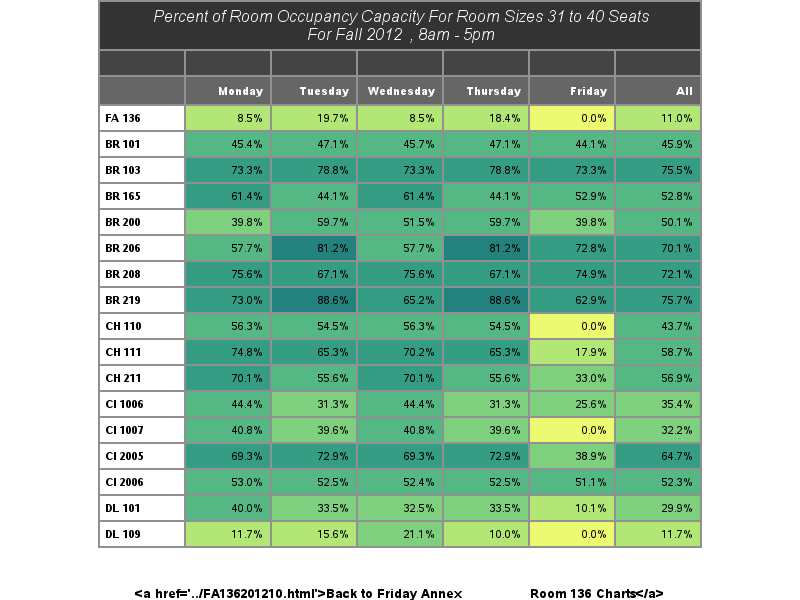 Percent of Room Occupancy Capacity For Room Sizes 31 to 40 Seats
For Fall 2012 , 8am - 5pm
Monday Tuesday Wednesday Thursday Friday All
FA 136 8.5% 19.7% 8.5% 18.4% 0.0% 11.0%
BR 101 45.4% 47.1% 45.7% 47.1% 44.1% 45.9%
BR 103 73.3% 78.8% 73.3% 78.8% 73.3% 75.5%
BR 165 61.4% 44.1% 61.4% 44.1% 52.9% 52.8%
BR 200 39.8% 59.7% 51.5% 59.7% 39.8% 50.1%
BR 206 57.7% 81.2% 57.7% 81.2% 72.8% 70.1%
BR 208 75.6% 67.1% 75.6% 67.1% 74.9% 72.1%
BR 219 73.0% 88.6% 65.2% 88.6% 62.9% 75.7%
CH 110 56.3% 54.5% 56.3% 54.5% 0.0% 43.7%
CH 111 74.8% 65.3% 70.2% 65.3% 17.9% 58.7%
CH 211 70.1% 55.6% 70.1% 55.6% 33.0% 56.9%
CI 1006 44.4% 31.3% 44.4% 31.3% 25.6% 35.4%
CI 1007 40.8% 39.6% 40.8% 39.6% 0.0% 32.2%
CI 2005 69.3% 72.9% 69.3% 72.9% 38.9% 64.7%
CI 2006 53.0% 52.5% 52.4% 52.5% 51.1% 52.3%
DL 101 40.0% 33.5% 32.5% 33.5% 10.1% 29.9%
DL 109 11.7% 15.6% 21.1% 10.0% 0.0% 11.7%
<a href='../FA136201210.html'>Back to Friday Annex Room 136 Charts</a>